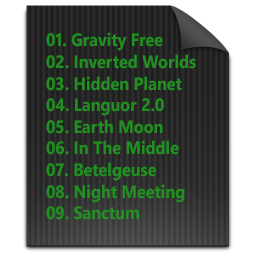 01. Gravity Free
02. Inverted Worlds
03. Hidden Planet
04. Languor 2.0
05. Earth Moon
06. In The Middle
07. Betelgeuse
08. Night Meeting
09. Sanctum